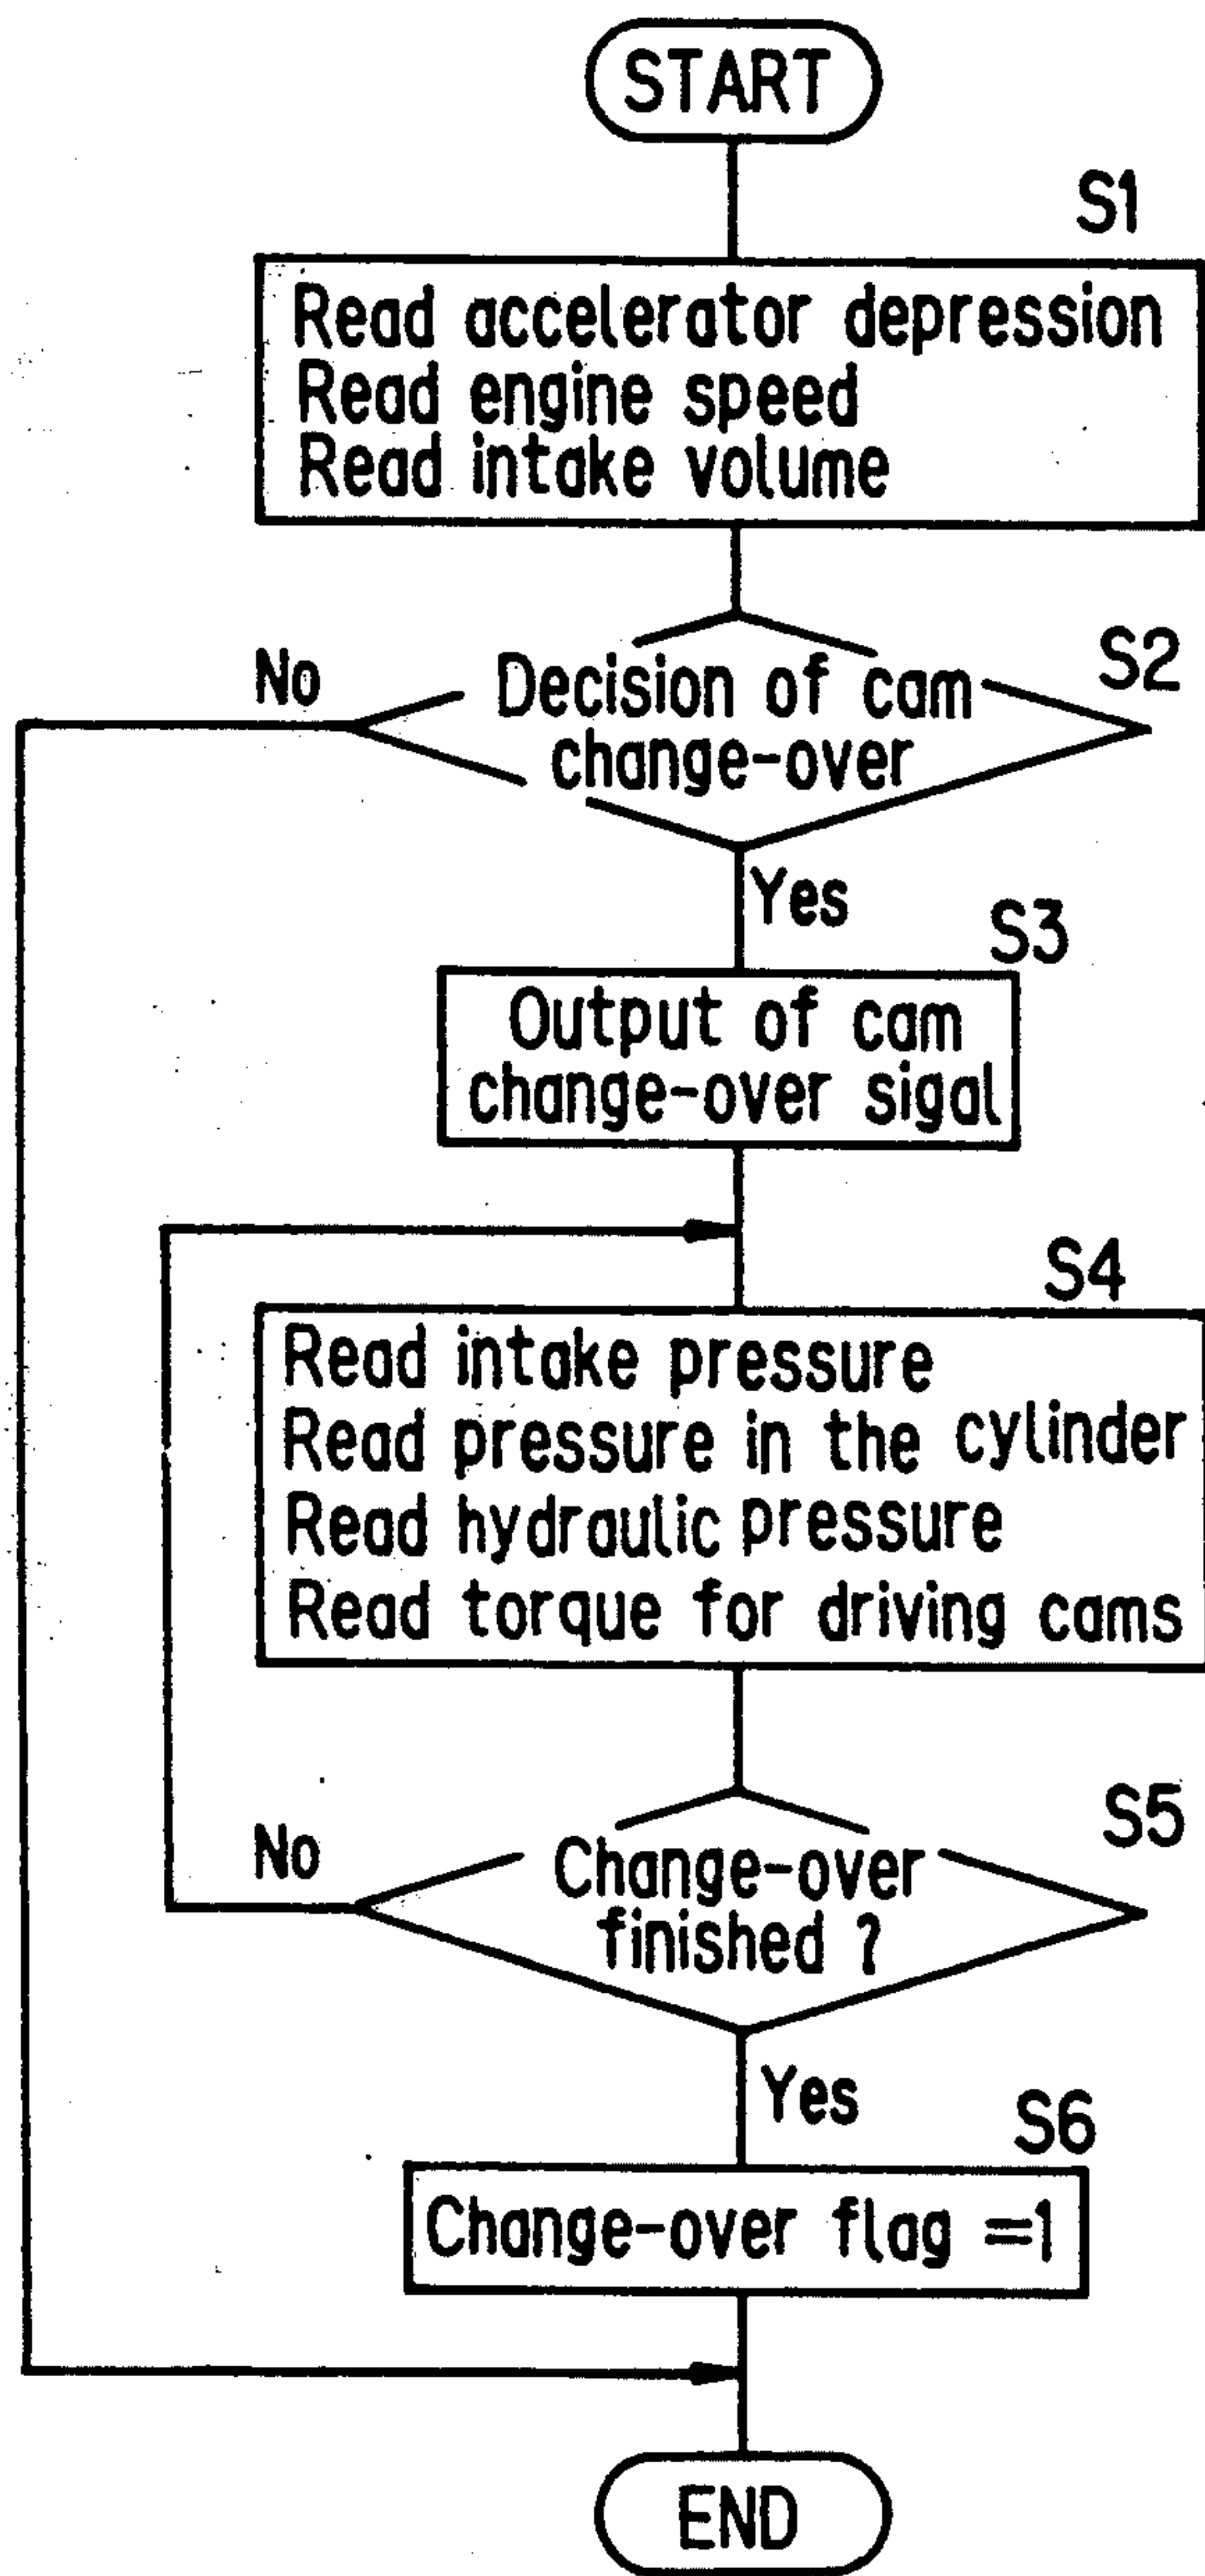 START
S1
Read accelerator depression
Read engine speed
Read intake volume
S2
No
Decision of cam
change-over
Yes
S3
Output of cam
change-over sigal
S4
Read intake pressure
Read pressure in the cylinder
Read hydraulic pressure
Read torque for driving cams
S5
No
Change-over
finished ?
Yes
S6
Change-over flag =1
END